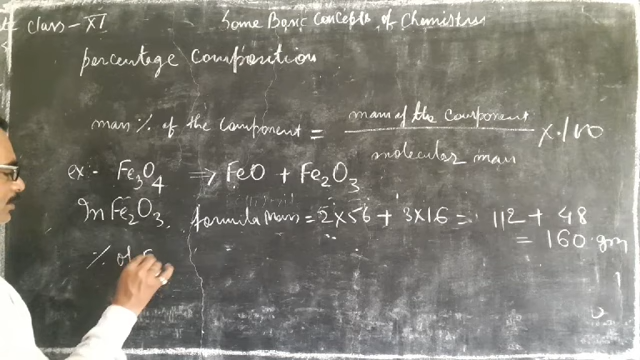 class - XI Some Basic Concepts of Chemistry
percentage Composition
mass % of the component = mass of the component / molecular mass × 100
ex - Fe₃O₄ ⇒ FeO + Fe₂O₃
In Fe₂O₃, formula mass = 2×56 + 3×16 = 112 + 48
= 160 gm
% of